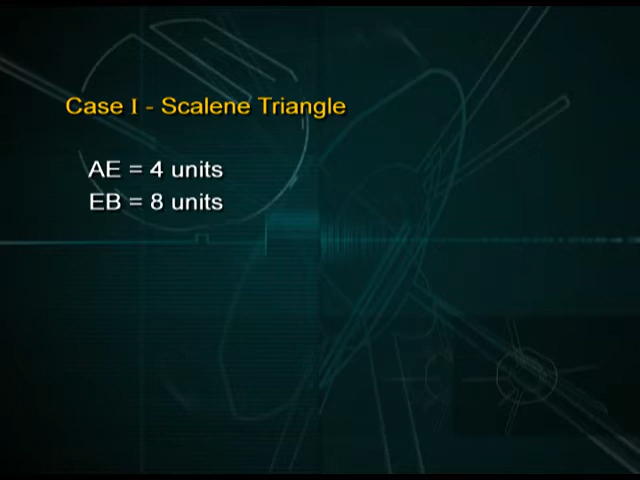 Case I - Scalene Triangle
AE = 4 units
EB = 8 units